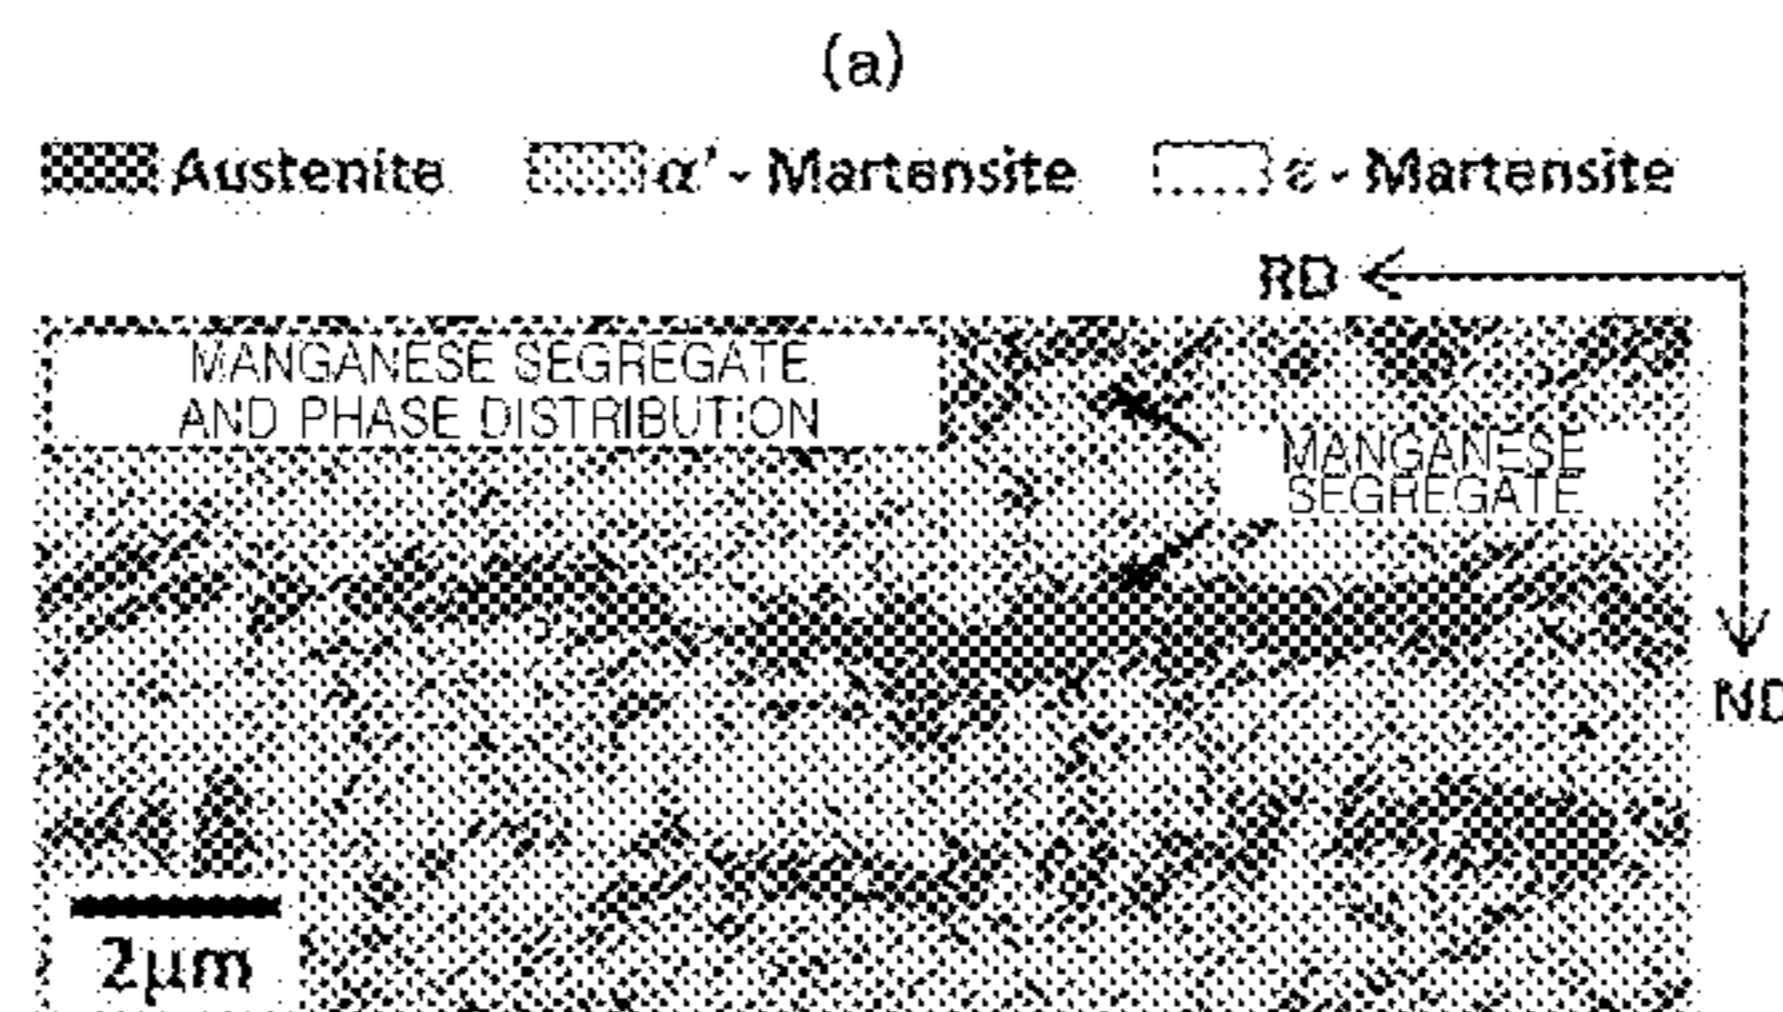 (a)
Austenite α' - Martensite ε - Martensite
RD
MANGANESE SEGREGATE
AND PHASE DISTRIBUTION
MANGANESE
SEGREGATE
ND
2μm